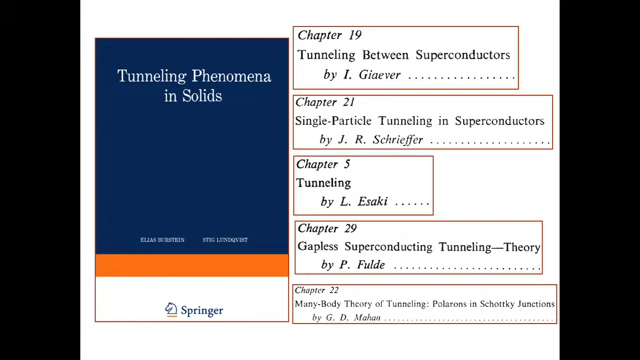 Tunneling Phenomena
in Solids
ELIAS BURSTEIN STIG LUNDQVIST
Springer
Chapter 19
Tunneling Between Superconductors
by I. Giaever .................
Chapter 21
Single-Particle Tunneling in Superconductors
by J. R. Schrieffer ....................
Chapter 5
Tunneling
by L. Esaki ......
Chapter 29
Gapless Superconducting Tunneling—Theory
by P. Fulde ........................
Chapter 22
Many-Body Theory of Tunneling: Polarons in Schottky Junctions
by G. D. Mahan ........................................